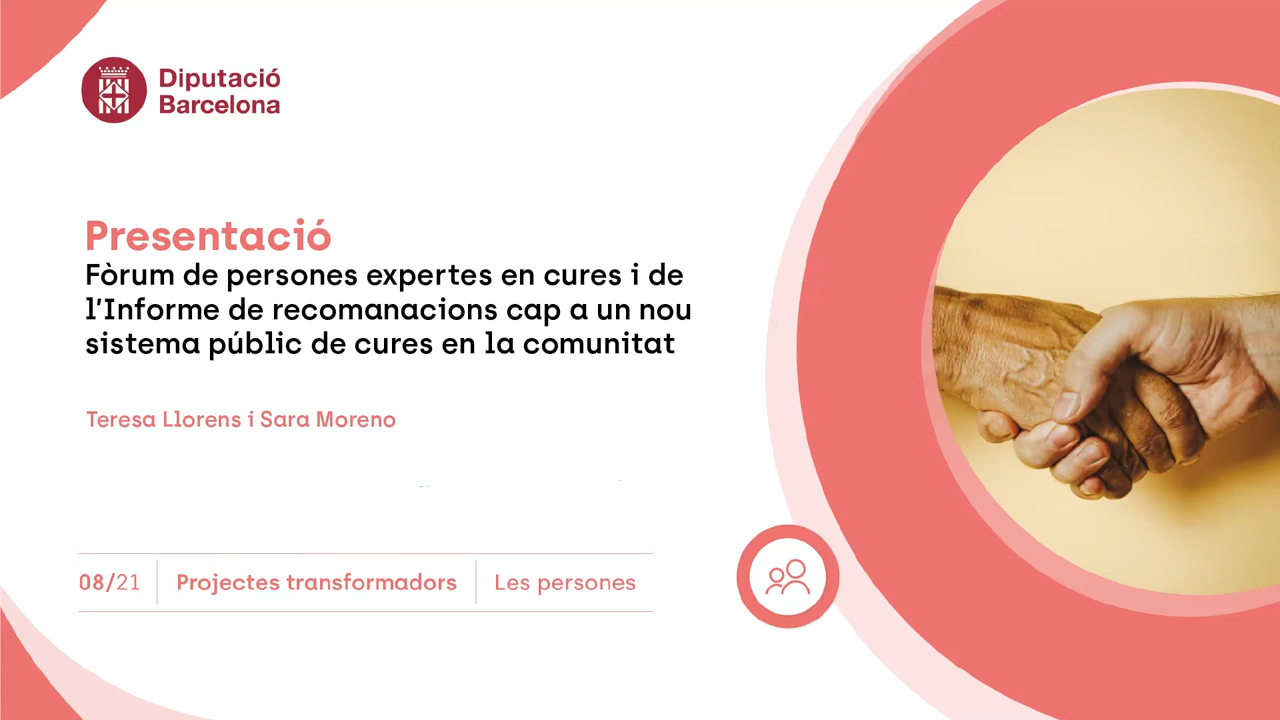 Diputació
Barcelona
Presentació
Fòrum de persones expertes en cures i de
l'Informe de recomanacions cap a un nou
sistema públic de cures en la comunitat
Teresa Llorens i Sara Moreno
08/21 Projectes transformadors Les persones